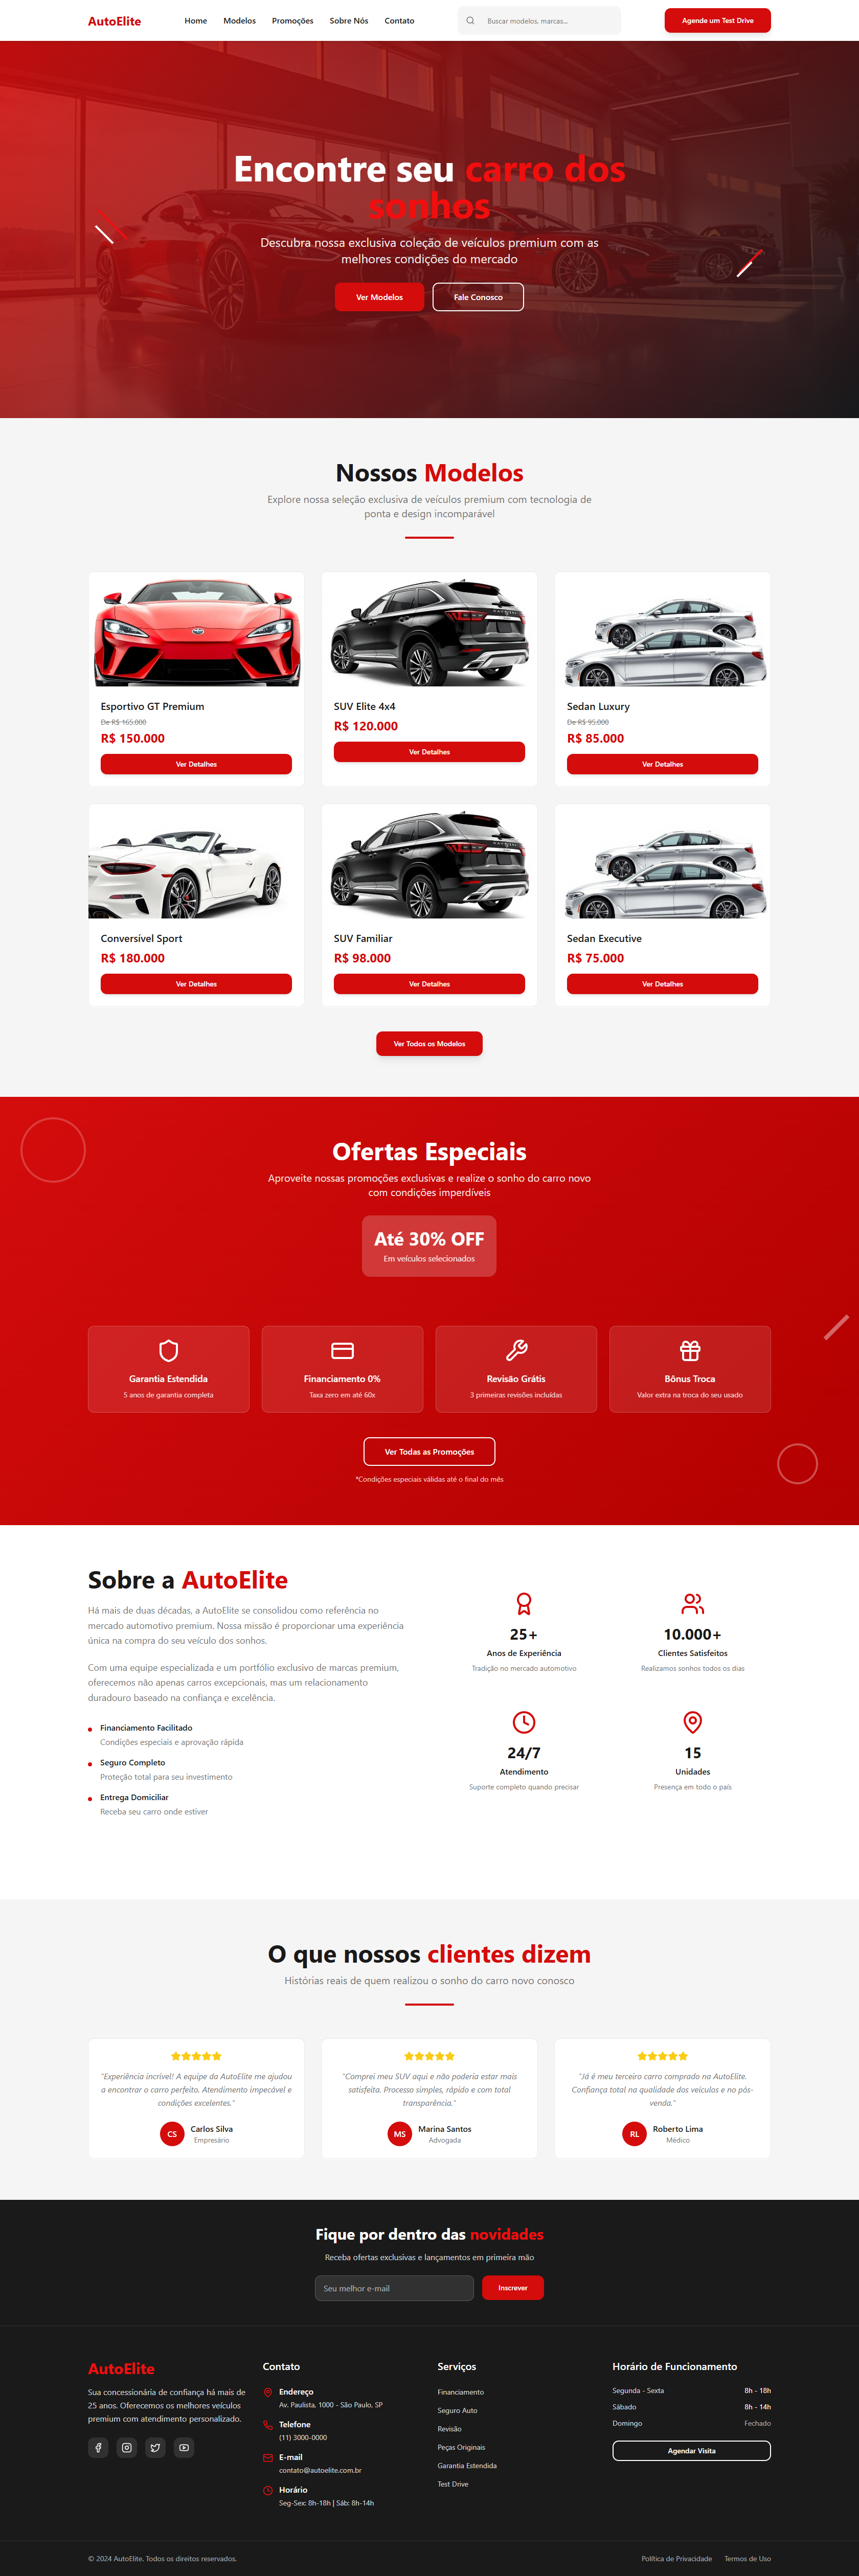 AutoElite
Home
Modelos
Promoções
Sobre Nós
Contato
Buscar modelos, marcas...
Agende um Test Drive
Encontre seu carro dos
sonhos
Descubra nossa exclusiva coleção de veículos premium com as
melhores condições do mercado
Ver Modelos
Fale Conosco
Nossos Modelos
Explore nossa seleção exclusiva de veículos premium com tecnologia de
ponta e design incomparável
Esportivo GT Premium
De R$ 165.000
R$ 150.000
Ver Detalhes
SUV Elite 4x4
R$ 120.000
Ver Detalhes
Sedan Luxury
De R$ 95.000
R$ 85.000
Ver Detalhes
Conversível Sport
R$ 180.000
Ver Detalhes
SUV Familiar
R$ 98.000
Ver Detalhes
Sedan Executive
R$ 75.000
Ver Detalhes
Ver Todos os Modelos
Ofertas Especiais
Aproveite nossas promoções exclusivas e realize o sonho do carro novo
com condições imperdíveis
Até 30% OFF
Em veículos selecionados
Garantia Estendida
5 anos de garantia completa
Financiamento 0%
Taxa zero em até 60x
Revisão Grátis
3 primeiras revisões incluídas
Bônus Troca
Valor extra na troca do seu usado
Ver Todas as Promoções
*Condições especiais válidas até o final do mês
Sobre a AutoElite
Há mais de duas décadas, a AutoElite se consolidou como referência no
mercado automotivo premium. Nossa missão é proporcionar uma experiência
única na compra do seu veículo dos sonhos.
Com uma equipe especializada e um portfólio exclusivo de marcas premium,
oferecemos não apenas carros excepcionais, mas um relacionamento
duradouro baseado na confiança e excelência.
Financiamento Facilitado
Condições especiais e aprovação rápida
Seguro Completo
Proteção total para seu investimento
Entrega Domiciliar
Receba seu carro onde estiver
25+
Anos de Experiência
Tradição no mercado automotivo
10.000+
Clientes Satisfeitos
Realizamos sonhos todos os dias
24/7
Atendimento
Suporte completo quando precisar
15
Unidades
Presença em todo o país
O que nossos clientes dizem
Histórias reais de quem realizou o sonho do carro novo conosco
"Experiência incrível! A equipe da AutoElite me ajudou
a encontrar o carro perfeito. Atendimento impecável e
condições excelentes."
CS
Carlos Silva
Empresário
"Comprei meu SUV aqui e não poderia estar mais
satisfeita. Processo simples, rápido e com total
transparência."
MS
Marina Santos
Advogada
"Já é meu terceiro carro comprado na AutoElite.
Confiança total na qualidade dos veículos e no pós-
venda."
RL
Roberto Lima
Médico
Fique por dentro das novidades
Receba ofertas exclusivas e lançamentos em primeira mão
Seu melhor e-mail
Inscrever
AutoElite
Sua concessionária de confiança há mais de
25 anos. Oferecemos os melhores veículos
premium com atendimento personalizado.
Contato
Endereço
Av. Paulista, 1000 - São Paulo, SP
Telefone
(11) 3000-0000
E-mail
contato@autoelite.com.br
Horário
Seg-Sex: 8h-18h | Sáb: 8h-14h
Serviços
Financiamento
Seguro Auto
Revisão
Peças Originais
Garantia Estendida
Test Drive
Horário de Funcionamento
Segunda - Sexta
8h - 18h
Sábado
8h - 14h
Domingo
Fechado
Agendar Visita
© 2024 AutoElite. Todos os direitos reservados.
Política de Privacidade
Termos de Uso